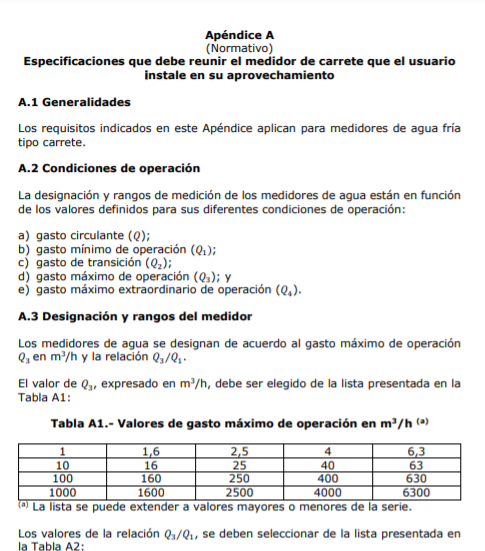 Apéndice A
(Normativo)
Especificaciones que debe reunir el medidor de carrete que el usuario
instale en su aprovechamiento
A.1 Generalidades
Los requisitos indicados en este Apéndice aplican para medidores de agua fría
tipo carrete.
A.2 Condiciones de operación
La designación y rangos de medición de los medidores de agua están en función
de los valores definidos para sus diferentes condiciones de operación:
a) gasto circulante (Q);
b) gasto mínimo de operación (Q₁);
c) gasto de transición (Q₂);
d) gasto máximo de operación (Q₃); y
e) gasto máximo extraordinario de operación (Q₄).
A.3 Designación y rangos del medidor
Los medidores de agua se designan de acuerdo al gasto máximo de operación
Q₃ en m³/h y la relación Q₃/Q₁.
El valor de Q₃, expresado en m³/h, debe ser elegido de la lista presentada en la
Tabla A1:
Tabla A1.- Valores de gasto máximo de operación en m³/h ⁽ᵃ⁾
1 1,6 2,5 4 6,3
10 16 25 40 63
100 160 250 400 630
1000 1600 2500 4000 6300
⁽ᵃ⁾ La lista se puede extender a valores mayores o menores de la serie.
Los valores de la relación Q₃/Q₁, se deben seleccionar de la lista presentada en
la Tabla A2: